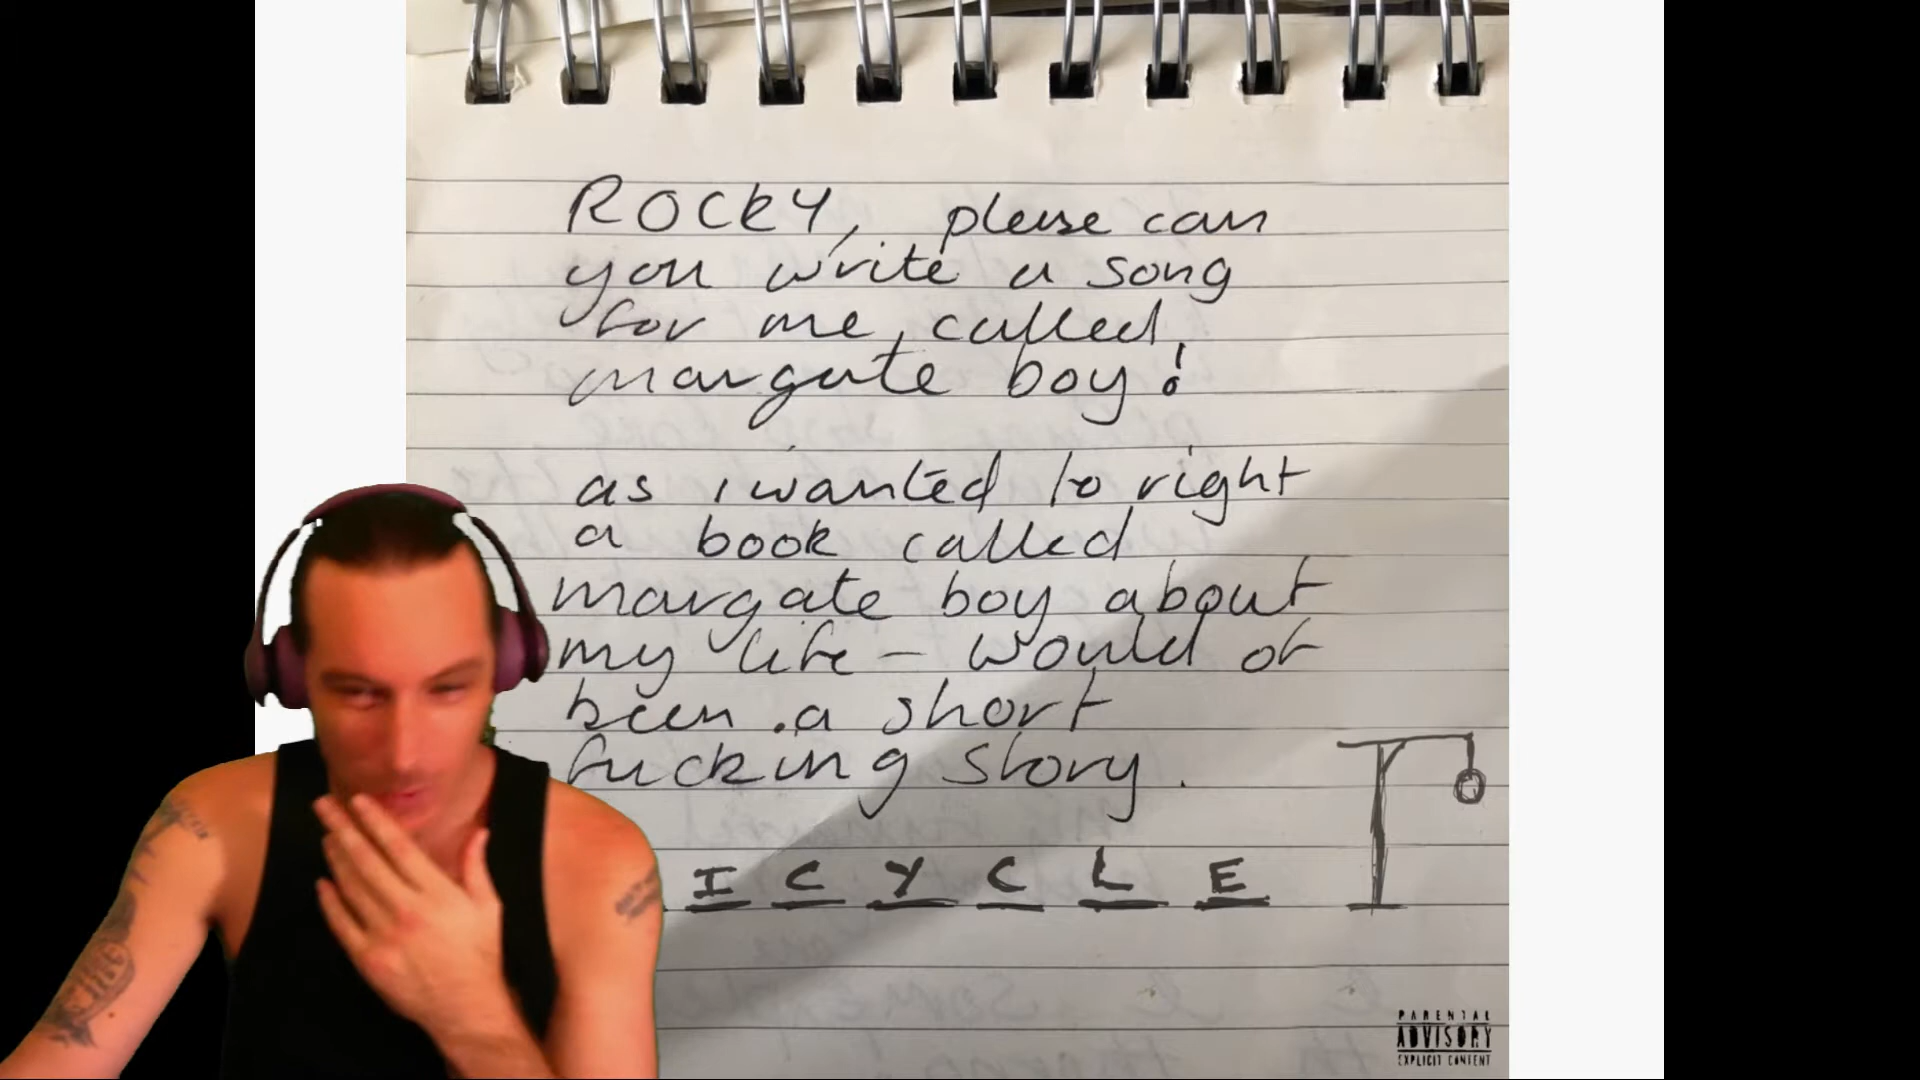 ROCKY, please can
you write a song
for me, called
margate boy!
as i wanted to right
a book called
margate boy about
my life - would of
been a short
fucking story.
I C Y C L E
PARENTAL
ADVISORY
EXPLICIT CONTENT